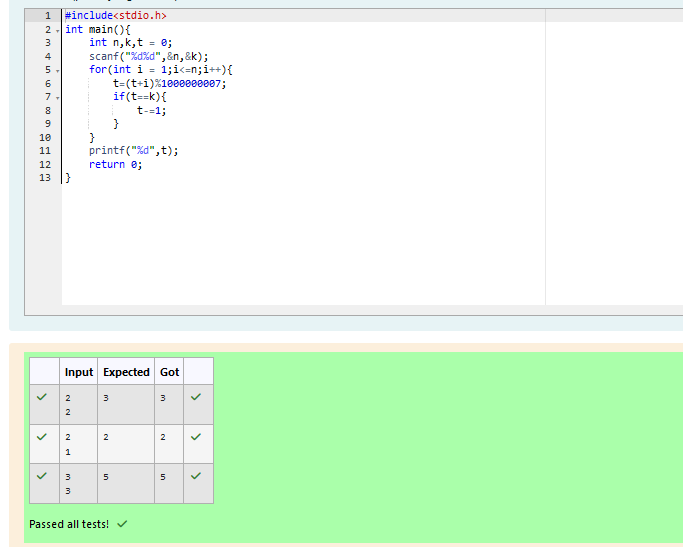 1 #include<stdio.h>
2 int main(){
3     int n,k,t = 0;
4     scanf("%d%d",&n,&k);
5     for(int i = 1;i<=n;i++){
6         t=(t+i)%1000000007;
7         if(t==k){
8             t-=1;
9         }
10     }
11     printf("%d",t);
12     return 0;
13 }
Input Expected Got
✓ 2 3 3 ✓
2
✓ 2 2 2 ✓
1
✓ 3 5 5 ✓
3
Passed all tests! ✓